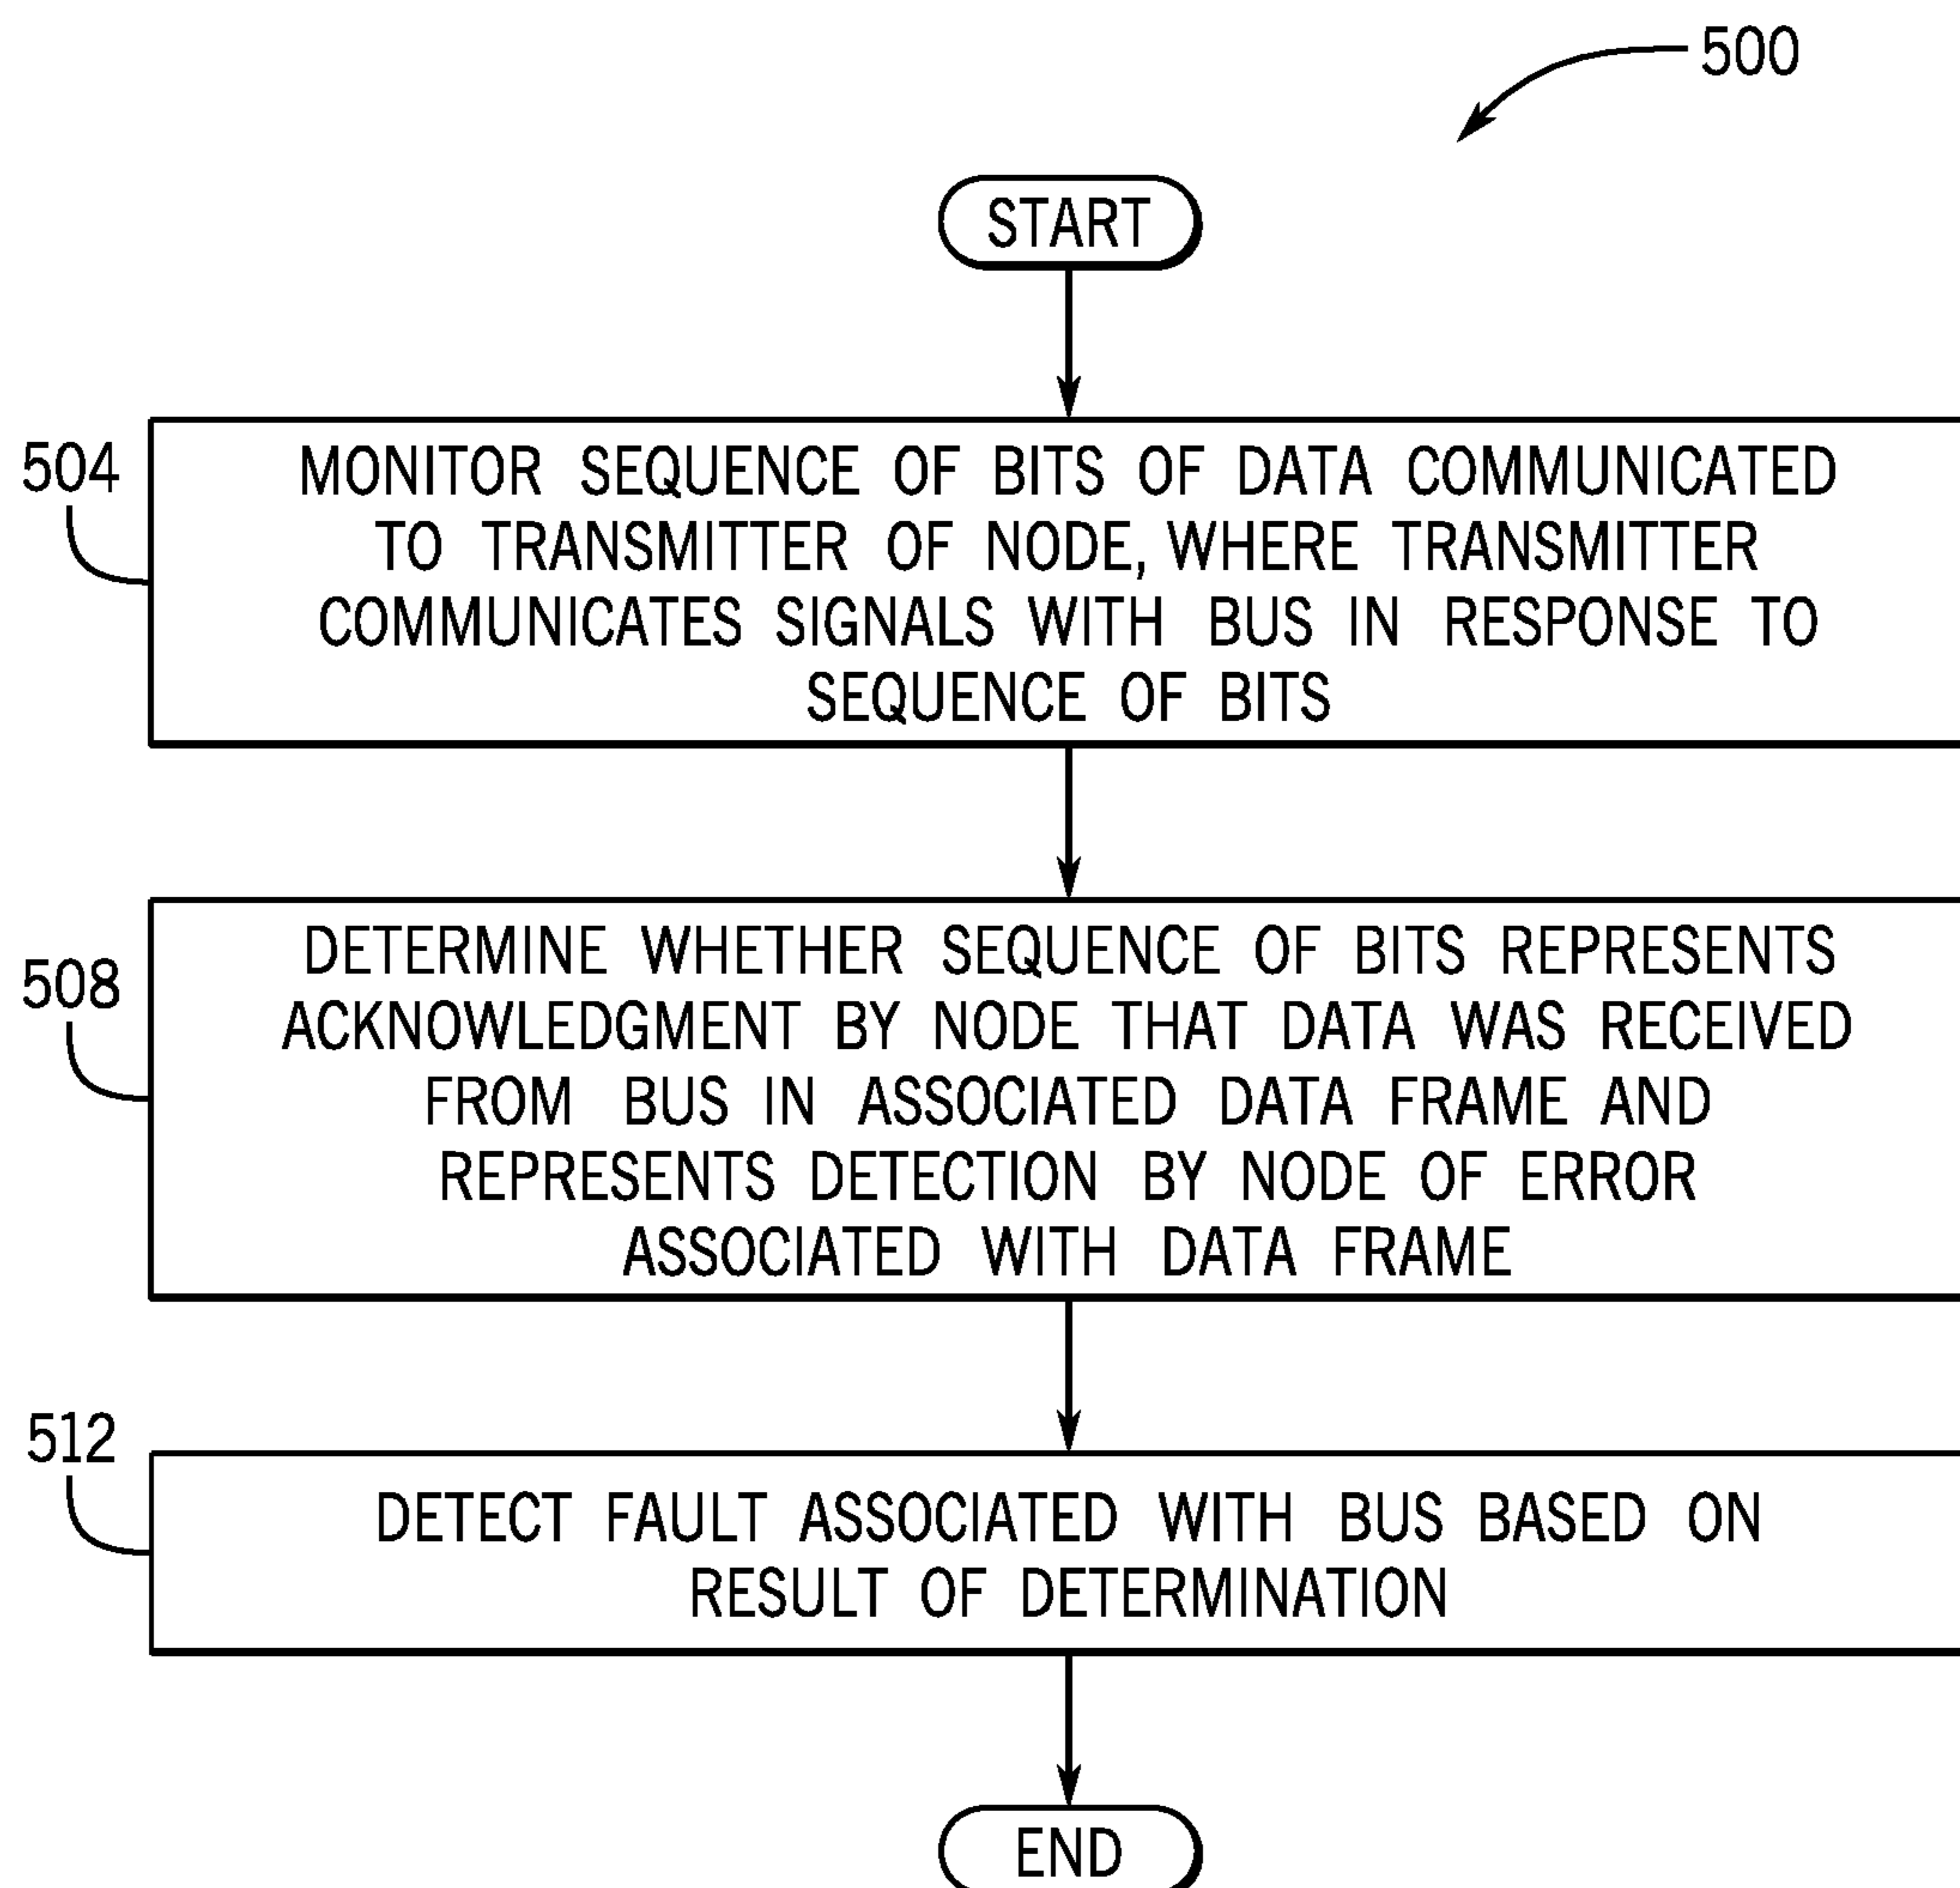 500
START
504
MONITOR SEQUENCE OF BITS OF DATA COMMUNICATED
TO TRANSMITTER OF NODE, WHERE TRANSMITTER
COMMUNICATES SIGNALS WITH BUS IN RESPONSE TO
SEQUENCE OF BITS
508
DETERMINE WHETHER SEQUENCE OF BITS REPRESENTS
ACKNOWLEDGMENT BY NODE THAT DATA WAS RECEIVED
FROM BUS IN ASSOCIATED DATA FRAME AND
REPRESENTS DETECTION BY NODE OF ERROR
ASSOCIATED WITH DATA FRAME
512
DETECT FAULT ASSOCIATED WITH BUS BASED ON
RESULT OF DETERMINATION
END